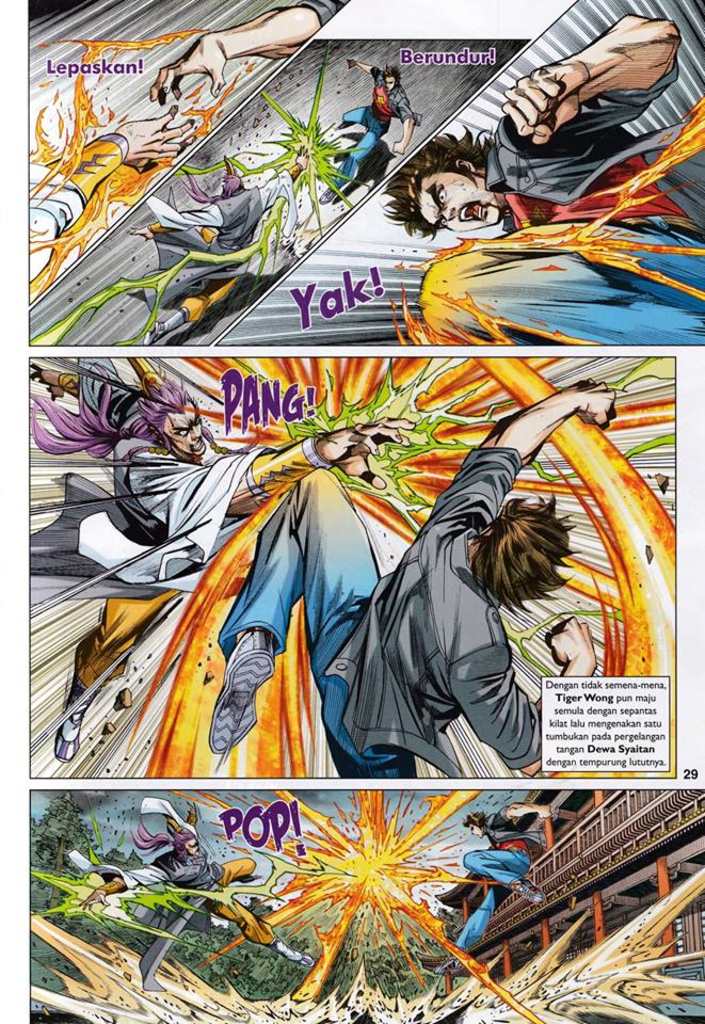 Lepaskan!
Berundur!
Yak!
PANG!
Dengan tidak semena-mena,
Tiger Wong pun maju
semula dengan sepantas
kilat lalu mengenakan satu
tumbukan pada pergelangan
tangan Dewa Syaitan
dengan tempurung lututnya.
29
POP!